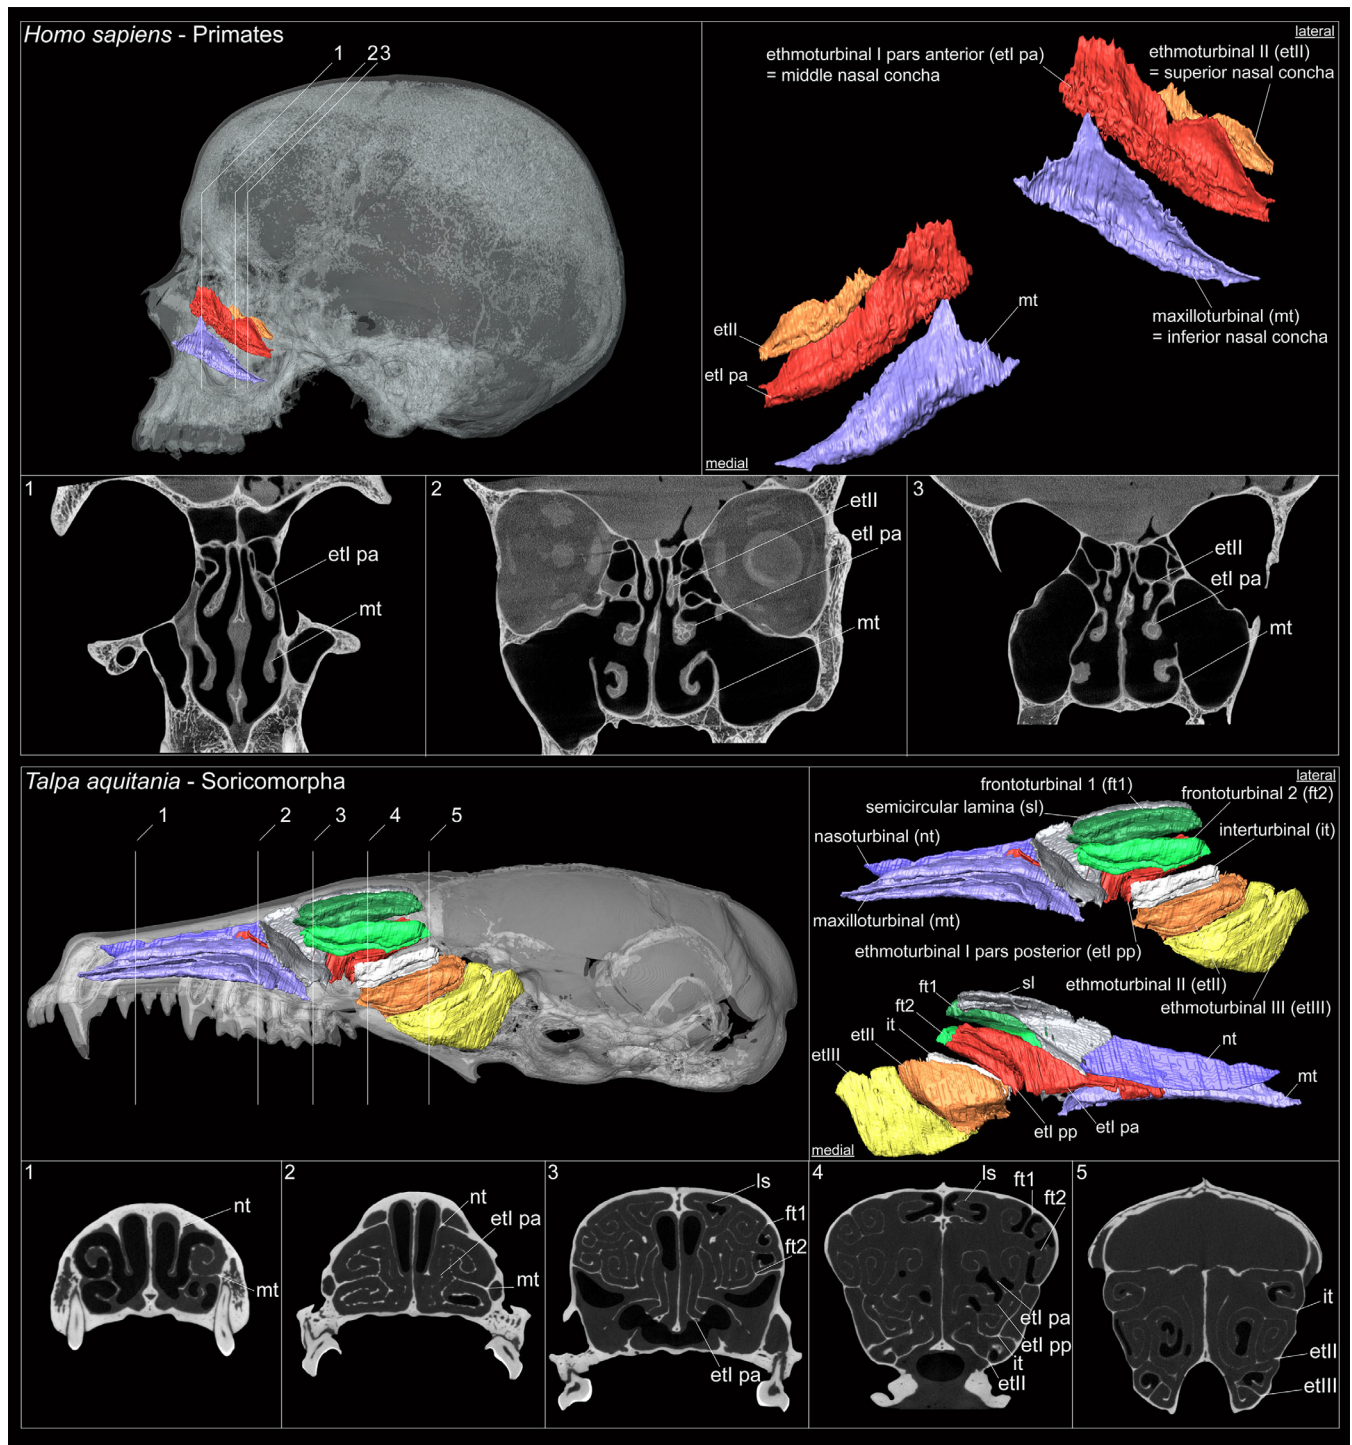 Homo sapiens - Primates
1 2 3
lateral
ethmoturbinal I pars anterior (etI pa)
= middle nasal concha
ethmoturbinal II (etII)
= superior nasal concha
mt
etII
etI pa
maxilloturbinal (mt)
= inferior nasal concha
medial
1
etI pa
mt
2
etII
etI pa
mt
3
etII
etI pa
mt
Talpa aquitania - Soricomorpha
1 2 3 4 5
lateral
frontoturbinal 1 (ft1)
frontoturbinal 2 (ft2)
semicircular lamina (sl)
interturbinal (it)
nasoturbinal (nt)
maxilloturbinal (mt)
ethmoturbinal I pars posterior (etI pp)
ethmoturbinal II (etII)
ethmoturbinal III (etIII)
sl
ft1
ft2
it
etII
etIII
nt
mt
etI pp
etI pa
medial
1
nt
mt
2
nt
etI pa
mt
3
ls
ft1
ft2
etI pa
4
ls
ft1
ft2
etI pa
etI pp
it
etII
5
it
etII
etIII